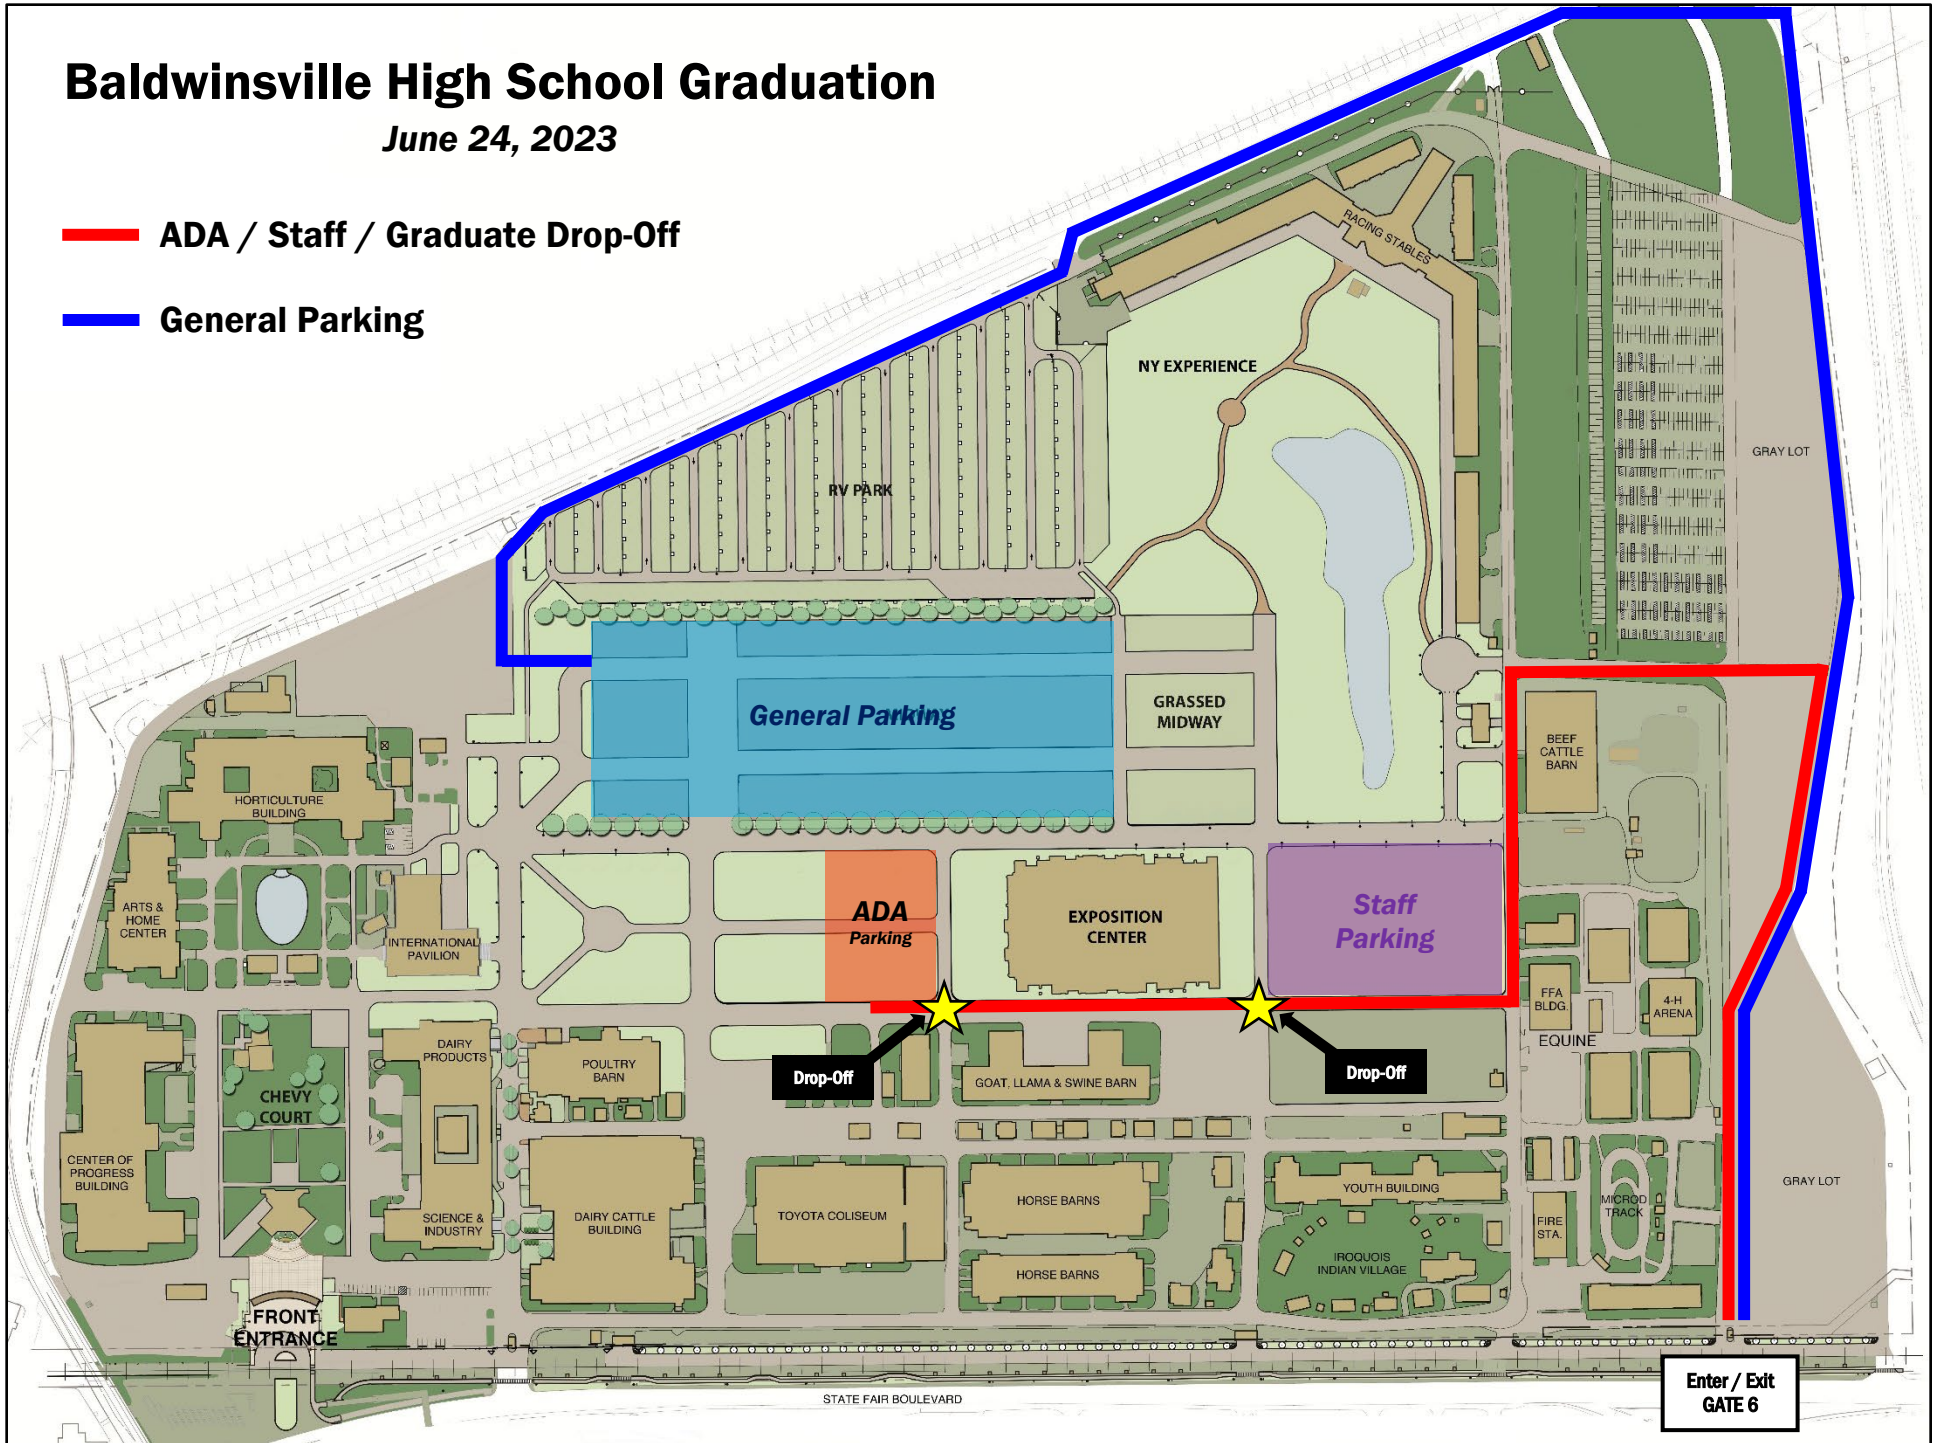 Baldwinsville High School Graduation
June 24, 2023
ADA / Staff / Graduate Drop-Off
General Parking
RACING STABLES
NY EXPERIENCE
RV PARK
GRAY LOT
General Parking
GRASSED
MIDWAY
BEEF
CATTLE
BARN
HORTICULTURE
BUILDING
ARTS &
HOME
CENTER
INTERNATIONAL
PAVILION
ADA
Parking
EXPOSITION
CENTER
Staff
Parking
FFA
BLDG.
4-H
ARENA
EQUINE
DAIRY
PRODUCTS
POULTRY
BARN
Drop-Off
GOAT, LLAMA & SWINE BARN
Drop-Off
CHEVY
COURT
CENTER OF
PROGRESS
BUILDING
SCIENCE &
INDUSTRY
DAIRY CATTLE
BUILDING
TOYOTA COLISEUM
HORSE BARNS
HORSE BARNS
YOUTH BUILDING
IROQUOIS
INDIAN VILLAGE
FIRE
STA.
MICROD
TRACK
GRAY LOT
FRONT
ENTRANCE
STATE FAIR BOULEVARD
Enter / Exit
GATE 6